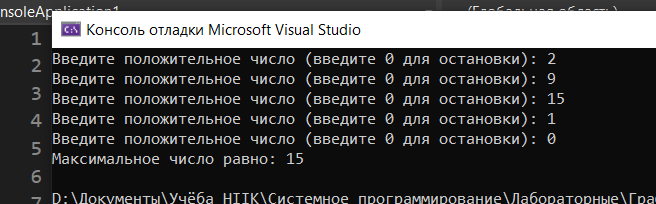 nsoleApplication1 (Глобальная область)
Консоль отладки Microsoft Visual Studio
1
2 Введите положительное число (введите 0 для остановки): 2
Введите положительное число (введите 0 для остановки): 9
3 Введите положительное число (введите 0 для остановки): 15
4 Введите положительное число (введите 0 для остановки): 1
5 Введите положительное число (введите 0 для остановки): 0
Максимальное число равно: 15
6
7 D:\Документы\Учёба НІІК\Системное программирование\Лабораторные\Гра